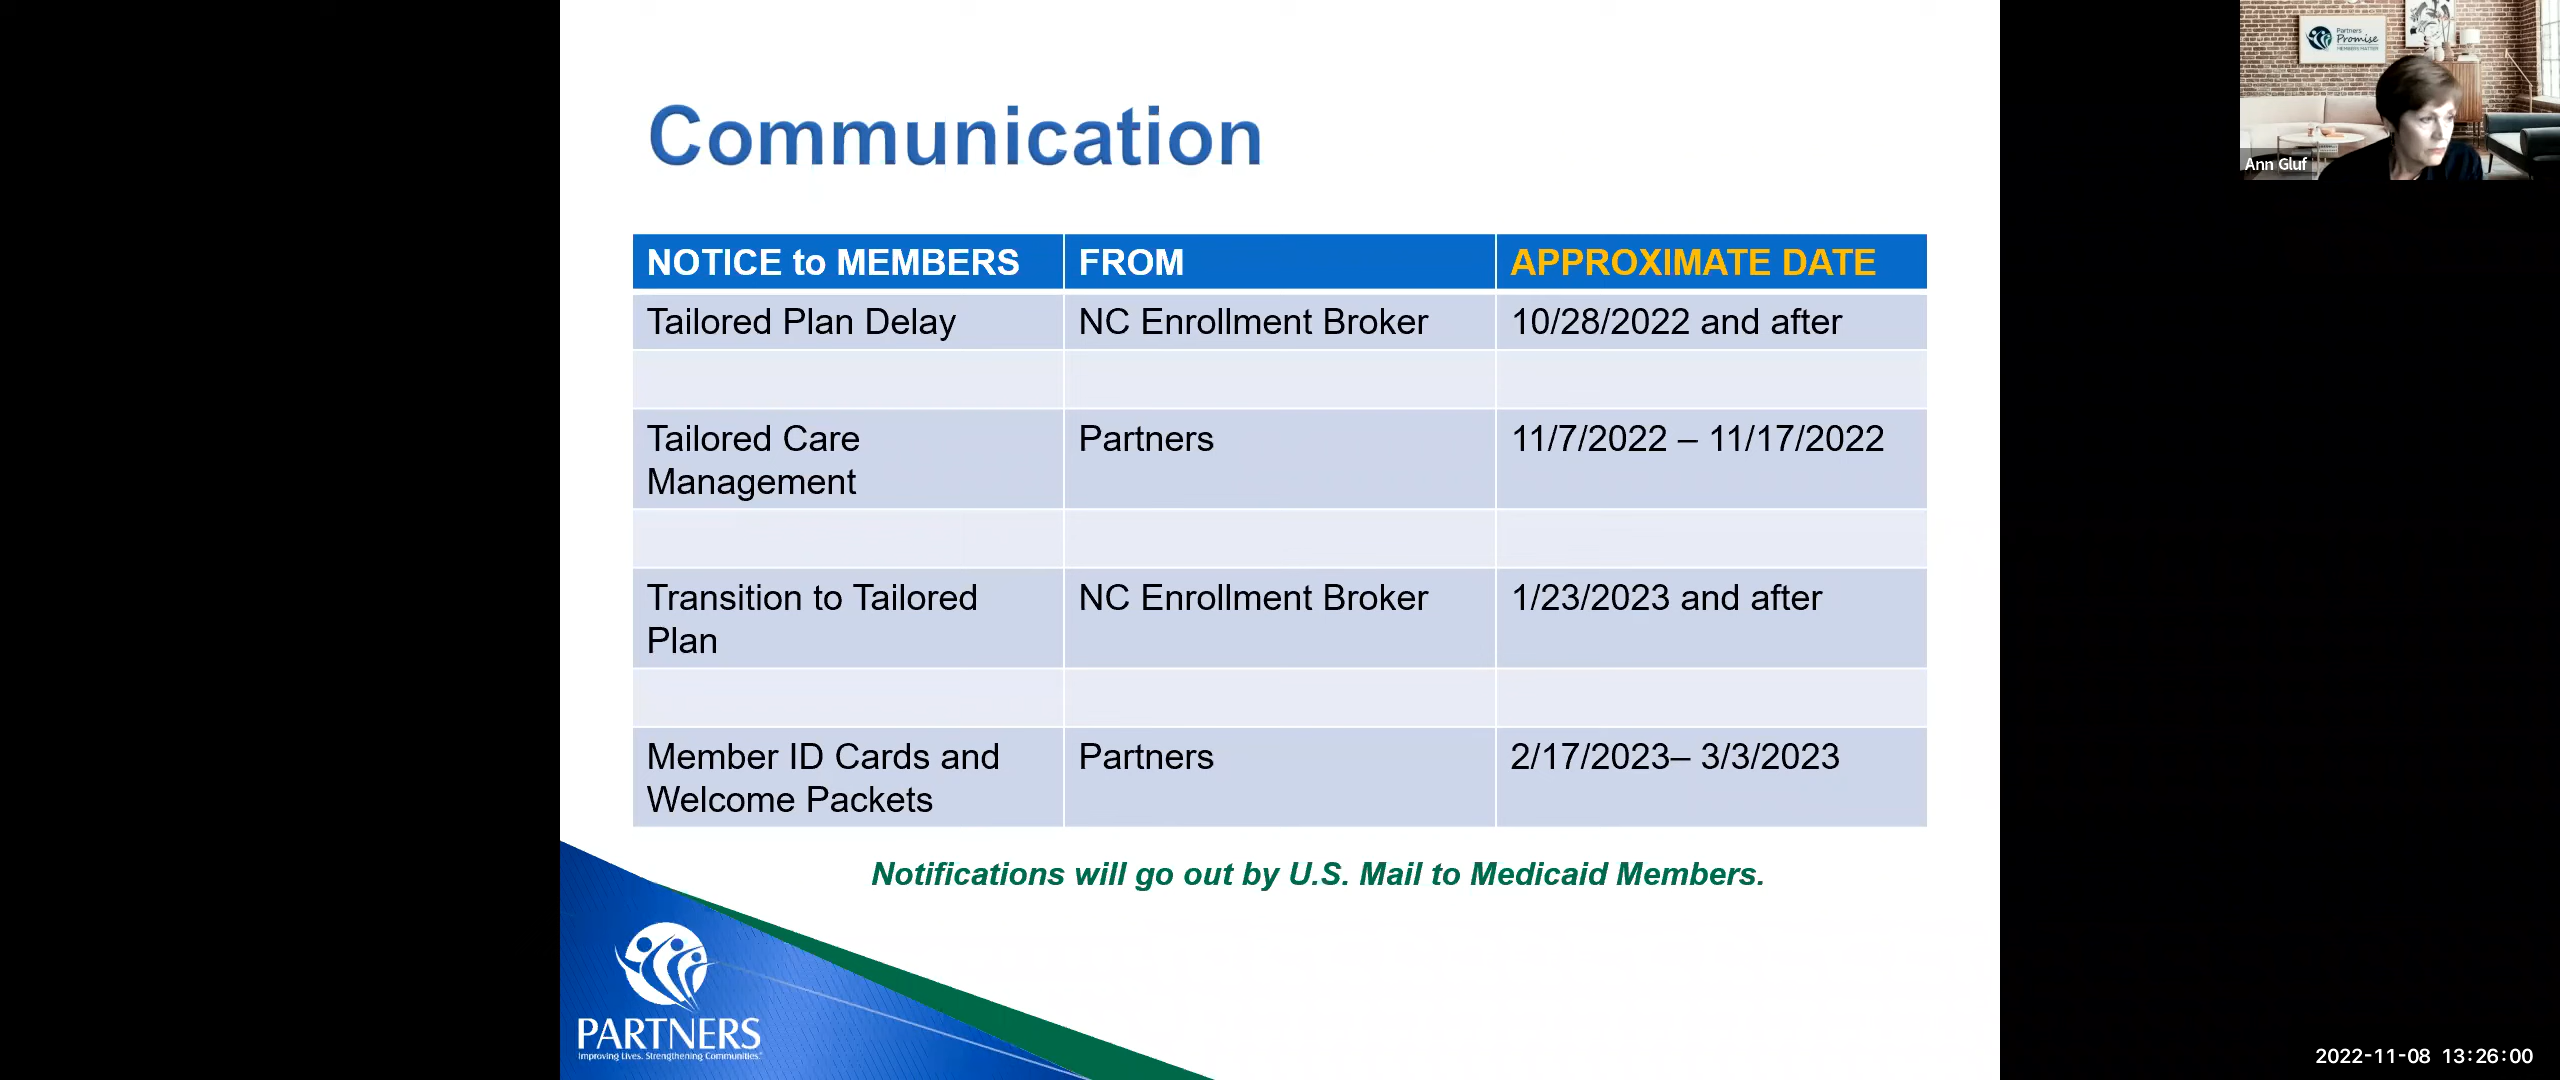 Communication
NOTICE to MEMBERS FROM APPROXIMATE DATE
Tailored Plan Delay NC Enrollment Broker 10/28/2022 and after
Tailored Care Partners 11/7/2022 – 11/17/2022
Management
Transition to Tailored NC Enrollment Broker 1/23/2023 and after
Plan
Member ID Cards and Partners 2/17/2023– 3/3/2023
Welcome Packets
Notifications will go out by U.S. Mail to Medicaid Members.
PARTNERS
Improving Lives. Strengthening Communities.
Partners
Promise
MEMBERS MATTER
Ann Gluf
2022-11-08 13:26:00